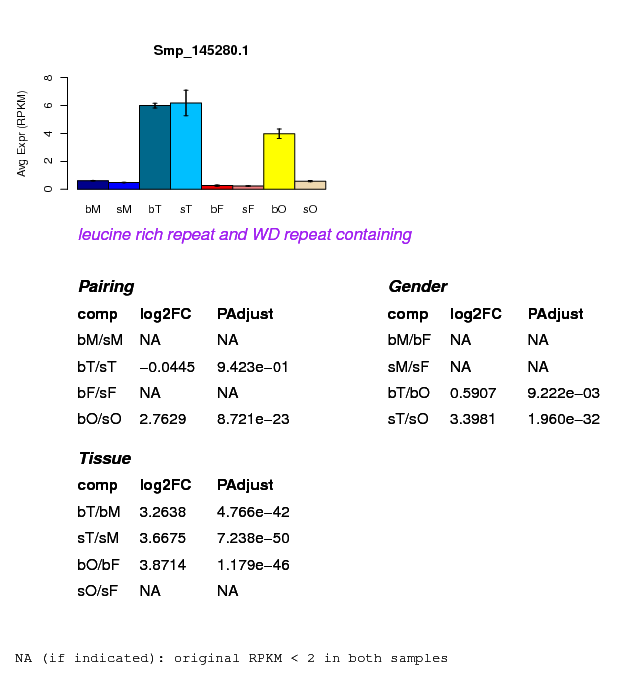 Smp_145280.1
Avg Expr (RPKM)
0 2 4 6 8
bM sM bT sT bF sF bO sO
leucine rich repeat and WD repeat containing
Pairing
comp log2FC PAdjust
bM/sM NA NA
bT/sT −0.0445 9.423e−01
bF/sF NA NA
bO/sO 2.7629 8.721e−23
Gender
comp log2FC PAdjust
bM/bF NA NA
sM/sF NA NA
bT/bO 0.5907 9.222e−03
sT/sO 3.3981 1.960e−32
Tissue
comp log2FC PAdjust
bT/bM 3.2638 4.766e−42
sT/sM 3.6675 7.238e−50
bO/bF 3.8714 1.179e−46
sO/sF NA NA
NA (if indicated): original RPKM < 2 in both samples